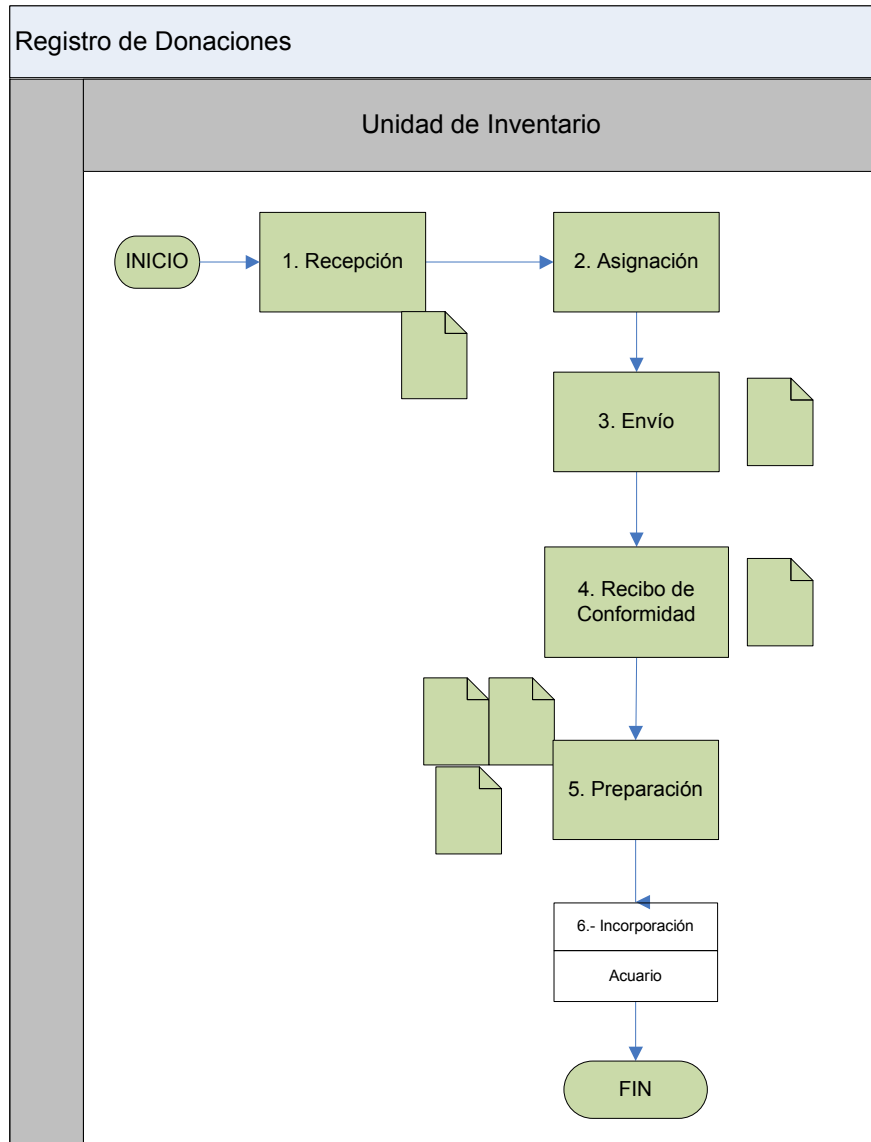 Registro de Donaciones
Unidad de Inventario
INICIO
1. Recepción
2. Asignación
3. Envío
4. Recibo de
Conformidad
5. Preparación
6.- Incorporación
Acuario
FIN